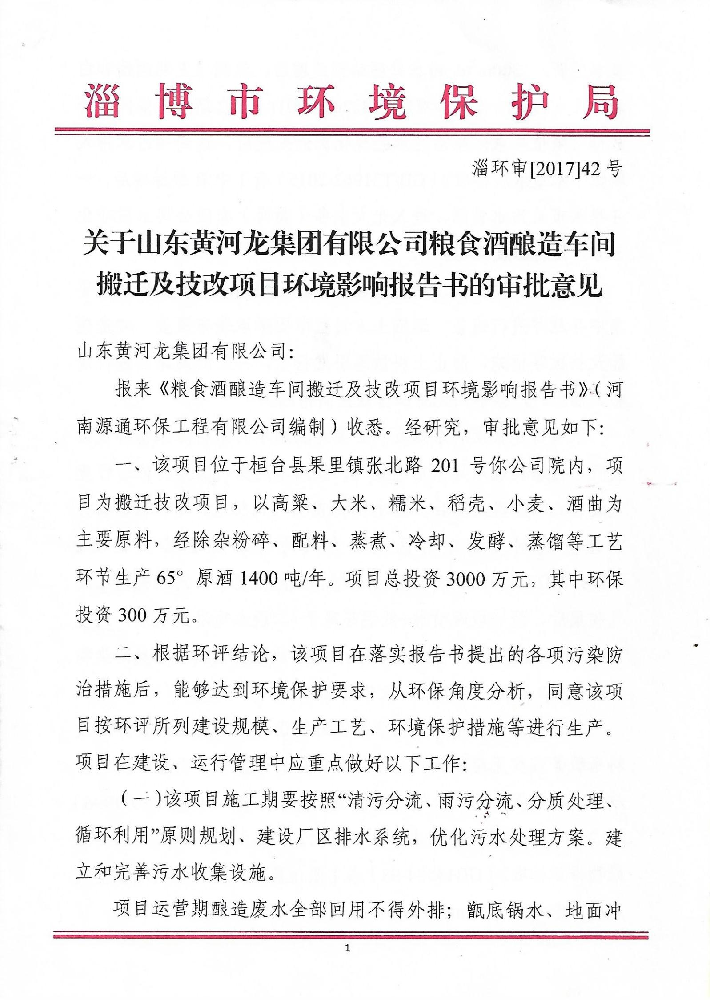 淄博市环境保护局
淄环审[2017]42 号
关于山东黄河龙集团有限公司粮食酒酿造车间
搬迁及技改项目环境影响报告书的审批意见
山东黄河龙集团有限公司：
报来《粮食酒酿造车间搬迁及技改项目环境影响报告书》（河
南源通环保工程有限公司编制）收悉。经研究，审批意见如下：
一、该项目位于桓台县果里镇张北路 201 号你公司院内，项
目为搬迁技改项目，以高粱、大米、糯米、稻壳、小麦、酒曲为
主要原料，经除杂粉碎、配料、蒸煮、冷却、发酵、蒸馏等工艺
环节生产 65° 原酒 1400 吨/年。项目总投资 3000 万元，其中环保
投资 300 万元。
二、根据环评结论，该项目在落实报告书提出的各项污染防
治措施后，能够达到环境保护要求，从环保角度分析，同意该项
目按环评所列建设规模、生产工艺、环境保护措施等进行生产。
项目在建设、运行管理中应重点做好以下工作：
（一）该项目施工期要按照“清污分流、雨污分流、分质处理、
循环利用”原则规划、建设厂区排水系统，优化污水处理方案。建
立和完善污水收集设施。
项目运营期酿造废水全部回用不得外排；甑底锅水、地面冲
1